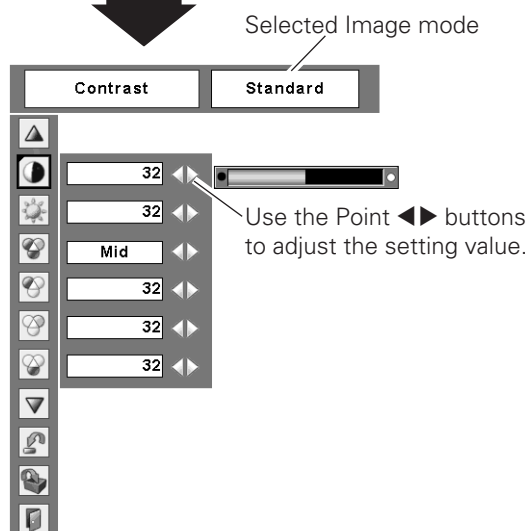 Selected Image mode
Contrast Standard
32
32
Use the Point ◀▶ buttons
to adjust the setting value.
Mid
32
32
32